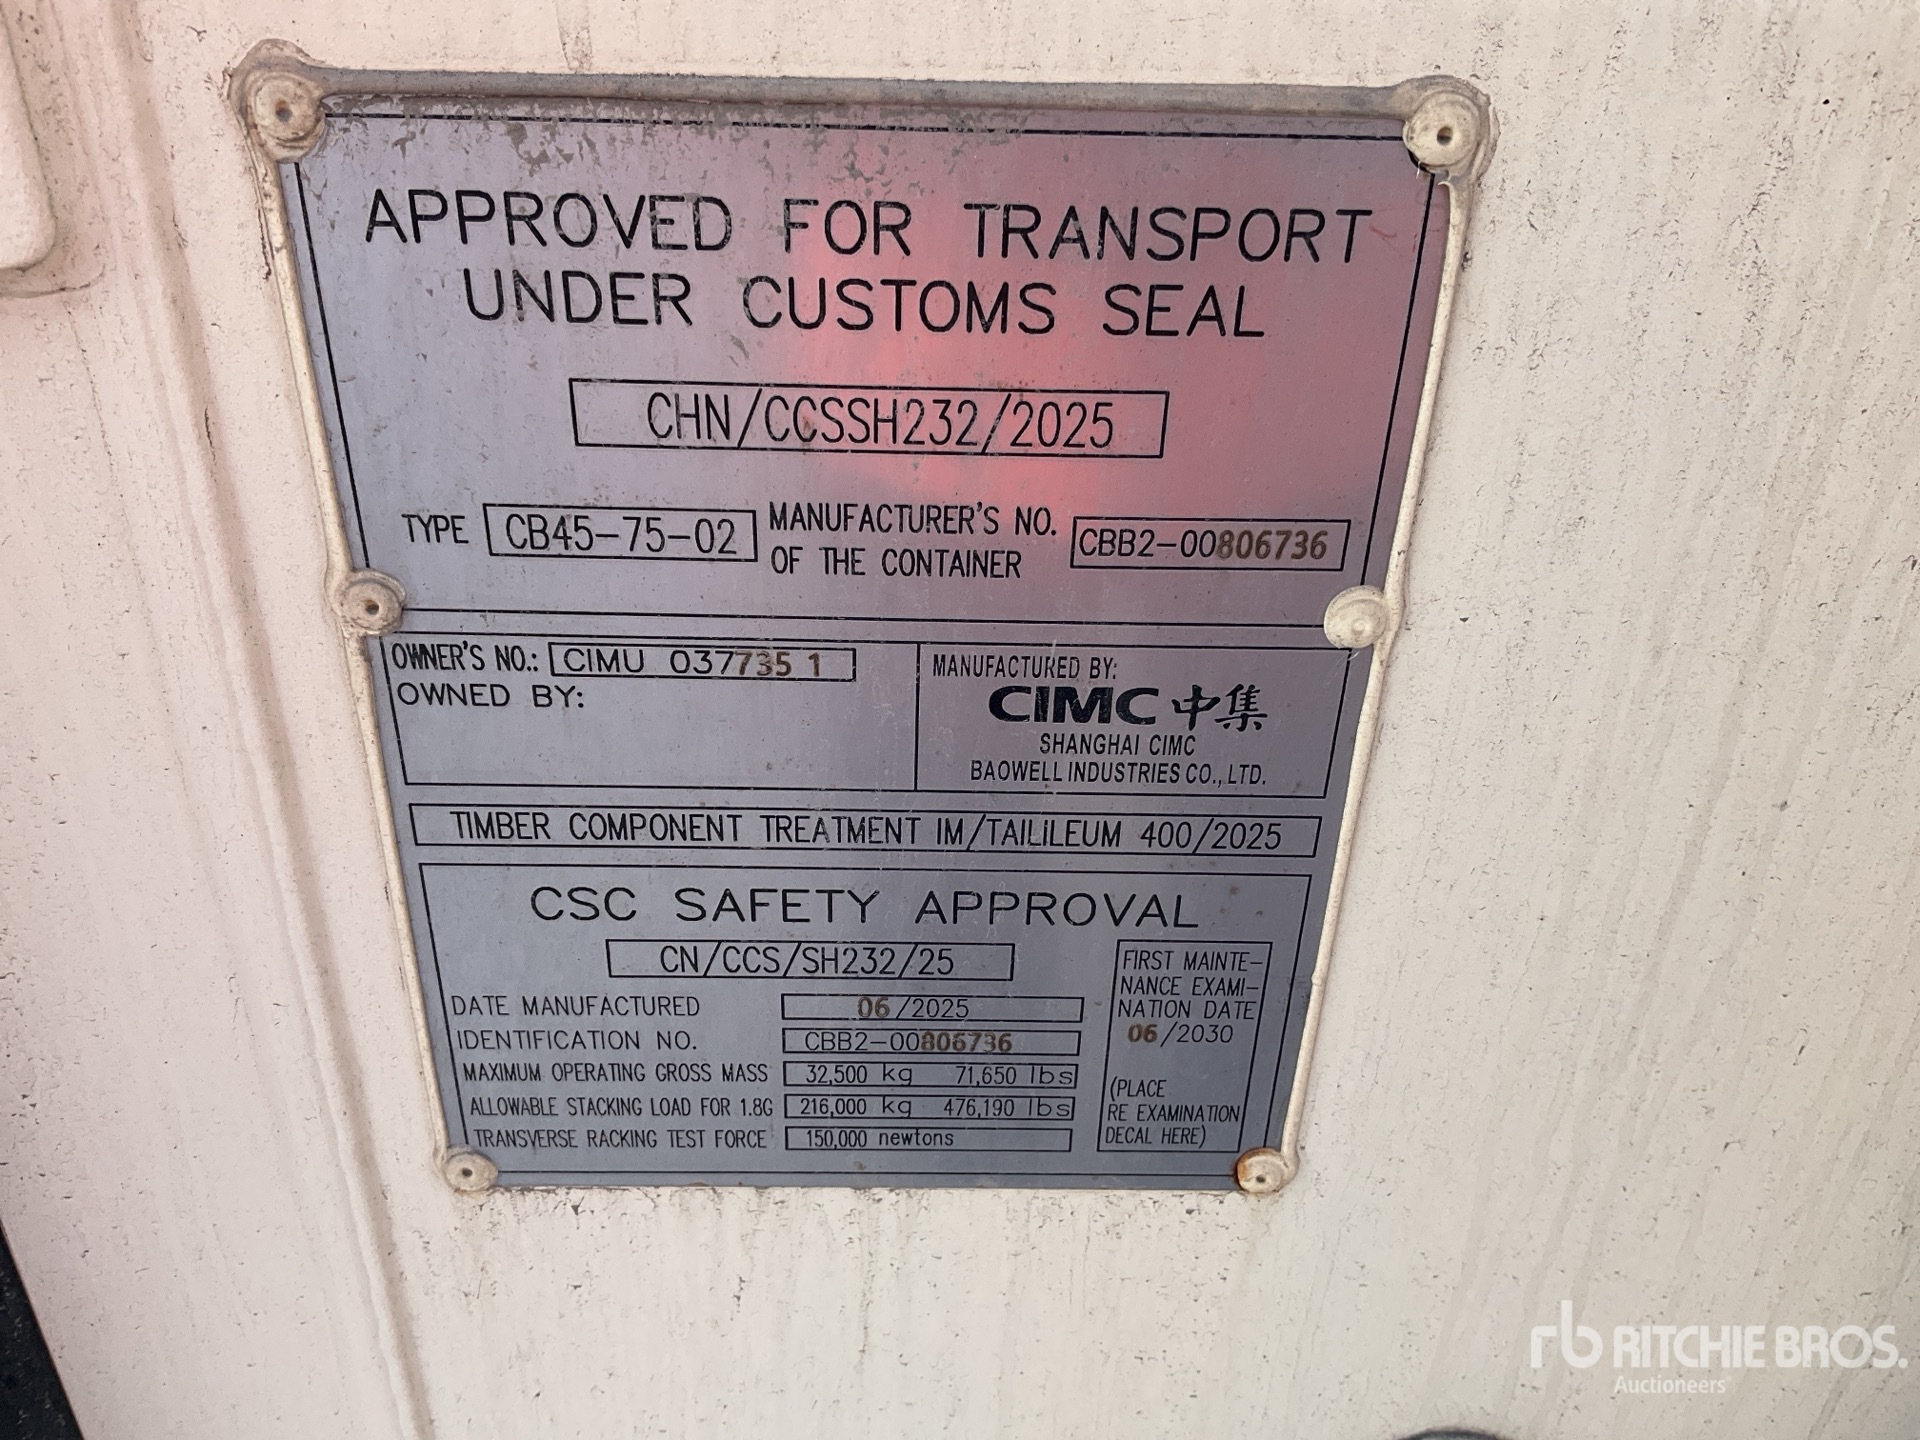 APPROVED FOR TRANSPORT
UNDER CUSTOMS SEAL
CHN/CCSSH232/2025
TYPE CB45-75-02 MANUFACTURER'S NO. OF THE CONTAINER CBB2-00806736
OWNER'S NO.: CIMU 037735 1
OWNED BY:
MANUFACTURED BY:
CIMC 中集
SHANGHAI CIMC
BAOWELL INDUSTRIES CO., LTD.
TIMBER COMPONENT TREATMENT IM/TAILILEUM 400/2025
CSC SAFETY APPROVAL
CN/CCS/SH232/25
DATE MANUFACTURED 06/2025
IDENTIFICATION NO. CBB2-00806736
MAXIMUM OPERATING GROSS MASS 32,500 kg 71,650 lbs
ALLOWABLE STACKING LOAD FOR 1.8G 216,000 kg 476,190 lbs
TRANSVERSE RACKING TEST FORCE 150,000 newtons
FIRST MAINTE-
NANCE EXAMI-
NATION DATE
06/2030
(PLACE
RE EXAMINATION
DECAL HERE)
rb RITCHIE BROS.
Auctioneers